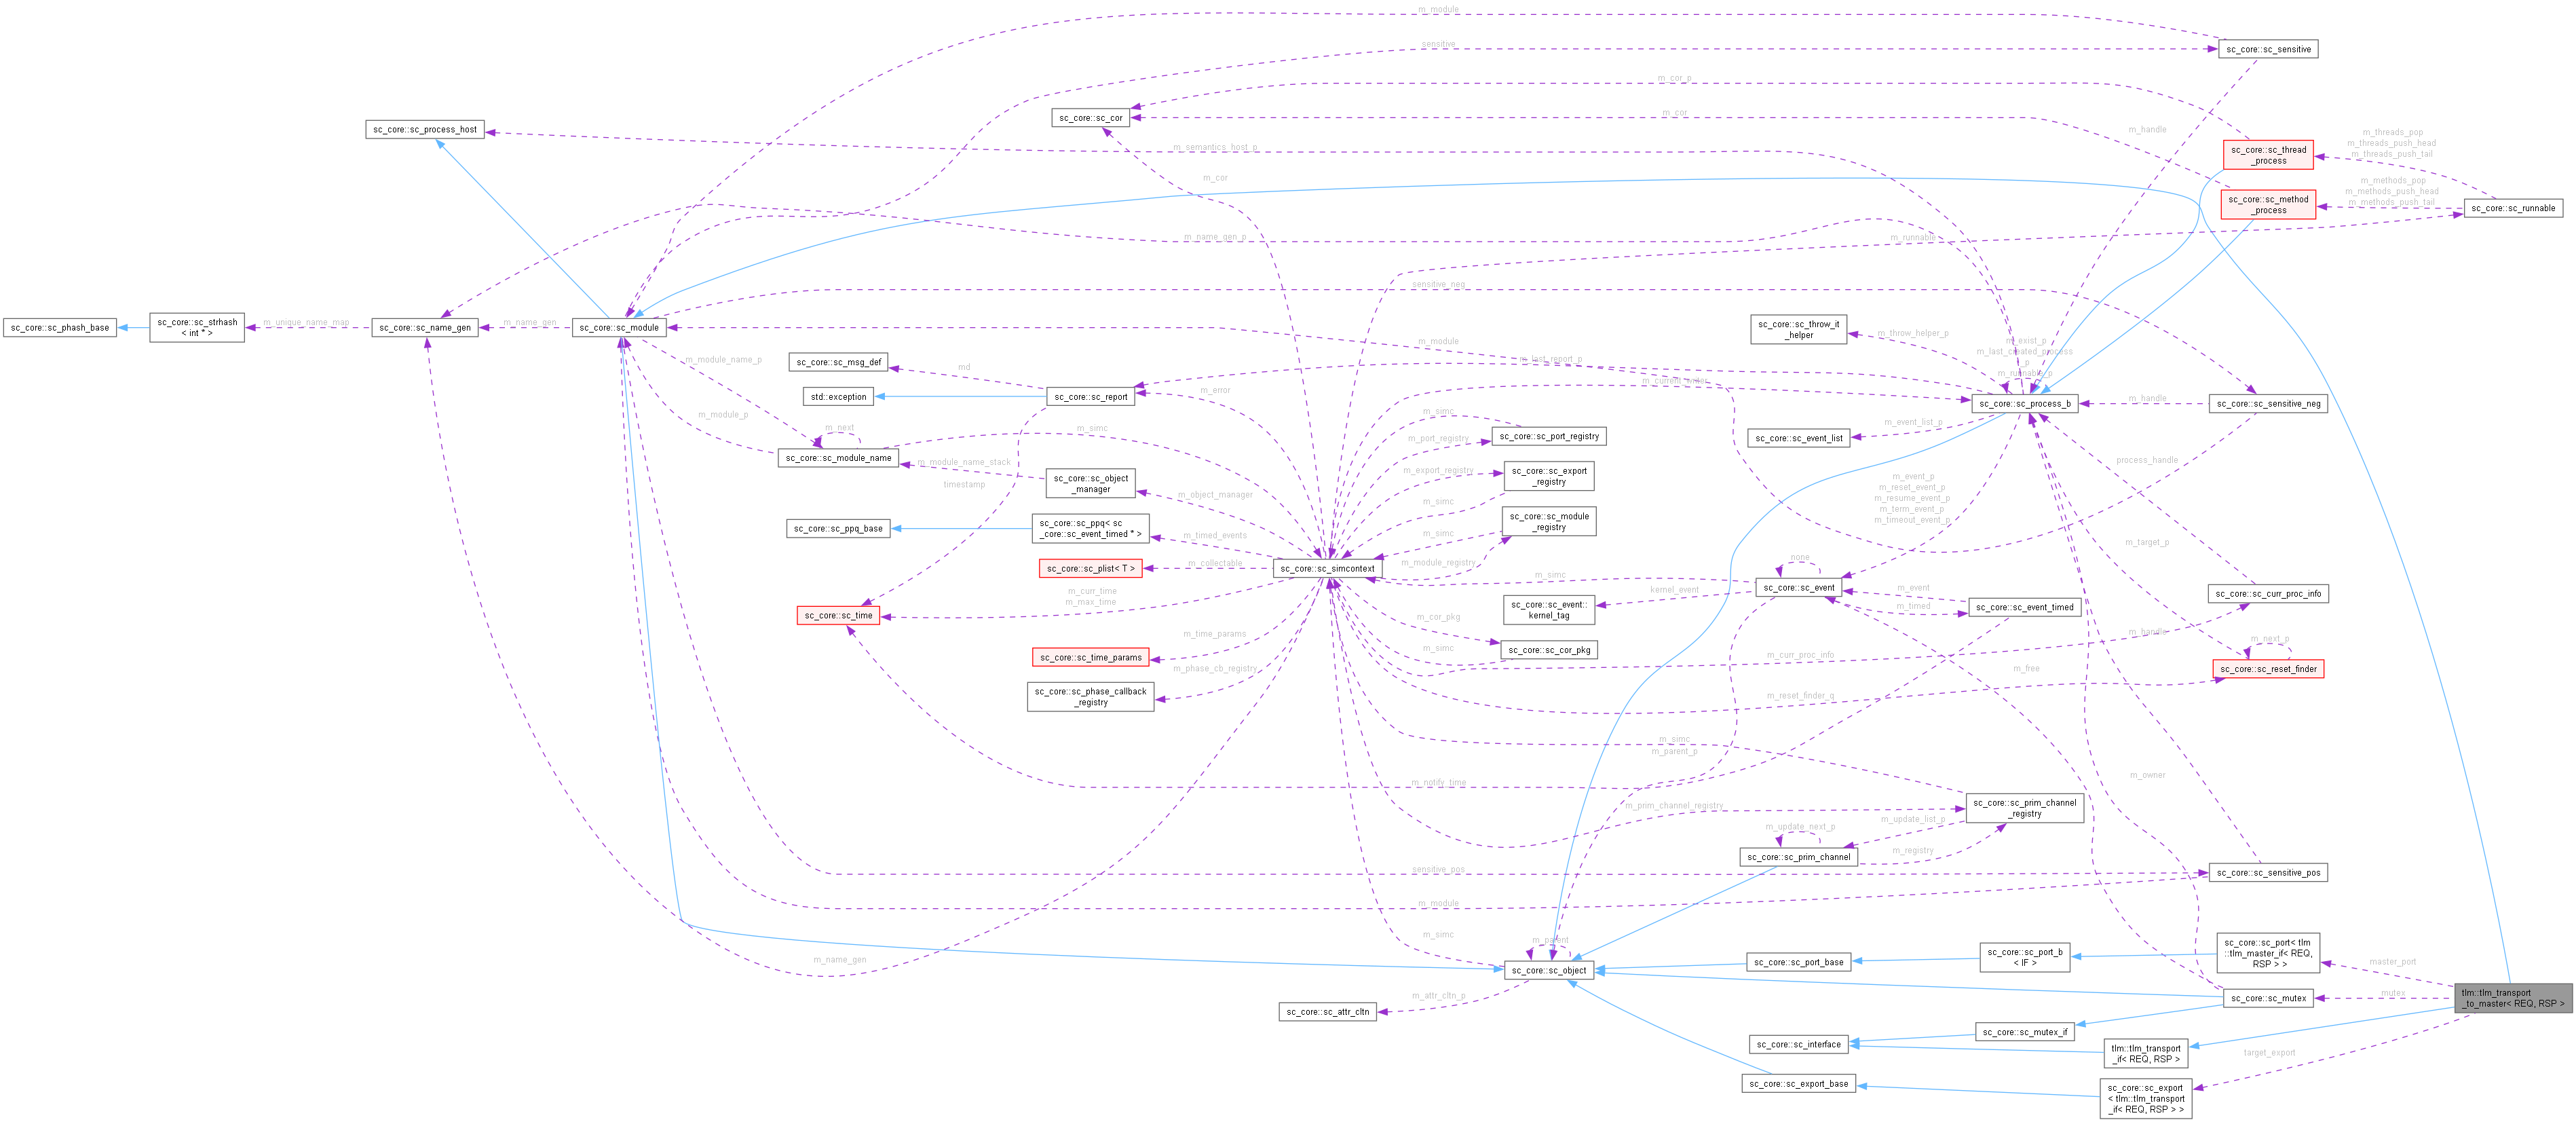 m_module
sensitive
sc_core::sc_sensitive
m_cor_p
sc_core::sc_cor
m_cor
sc_core::sc_process_host
m_semantics_host_p
m_handle
m_threads_pop
m_threads_push_head
m_threads_push_tail
sc_core::sc_thread
_process
m_cor
m_methods_pop
m_methods_push_head
m_methods_push_tail
sc_core::sc_method
_process
sc_core::sc_runnable
m_name_gen_p
m_runnable
sensitive_neg
sc_core::sc_phash_base
sc_core::sc_strhash
< int * >
m_unique_name_map
sc_core::sc_name_gen
m_name_gen
sc_core::sc_module
sc_core::sc_throw_it
_helper
m_throw_helper_p
m_exist_p
m_last_created_process
_p
m_runnable_p
m_module
m_module_name_p
sc_core::sc_msg_def
md
m_last_report_p
std::exception
sc_core::sc_report
m_error
m_current_writer
sc_core::sc_process_b
m_handle
sc_core::sc_sensitive_neg
m_module_p
m_next
m_simc
m_simc
sc_core::sc_port_registry
m_port_registry
m_event_list_p
sc_core::sc_event_list
sc_core::sc_module_name
m_module_name_stack
sc_core::sc_object
_manager
m_export_registry
sc_core::sc_export
_registry
process_handle
timestamp
m_object_manager
m_simc
m_event_p
m_reset_event_p
m_resume_event_p
m_term_event_p
m_timeout_event_p
sc_core::sc_ppq_base
sc_core::sc_ppq< sc
_core::sc_event_timed * >
m_timed_events
m_simc
sc_core::sc_module
_registry
m_target_p
sc_core::sc_plist< T >
m_collectable
sc_core::sc_simcontext
m_module_registry
m_simc
none
sc_core::sc_event
m_event
m_timed
sc_core::sc_event_timed
sc_core::sc_curr_proc_info
m_curr_time
m_max_time
sc_core::sc_time
kernel_event
sc_core::sc_event::
kernel_tag
m_cor_pkg
m_time_params
sc_core::sc_time_params
m_simc
sc_core::sc_cor_pkg
m_handle
m_curr_proc_info
m_next_p
sc_core::sc_reset_finder
m_phase_cb_registry
m_free
sc_core::sc_phase_callback
_registry
m_reset_finder_q
m_simc
m_parent_p
m_notify_time
m_owner
m_prim_channel_registry
sc_core::sc_prim_channel
_registry
m_update_next_p
m_update_list_p
sc_core::sc_prim_channel
m_registry
sensitive_pos
sc_core::sc_sensitive_pos
m_module
m_simc
m_parent
m_name_gen
sc_core::sc_object
sc_core::sc_port_base
sc_core::sc_port_b
< IF >
sc_core::sc_port< tlm
::tlm_master_if< REQ,
RSP > >
master_port
m_attr_cltn_p
sc_core::sc_attr_cltn
sc_core::sc_mutex
mutex
tlm::tlm_transport
_to_master< REQ, RSP >
sc_core::sc_mutex_if
sc_core::sc_interface
tlm::tlm_transport
_if< REQ, RSP >
target_export
sc_core::sc_export_base
sc_core::sc_export
< tlm::tlm_transport
_if< REQ, RSP > >